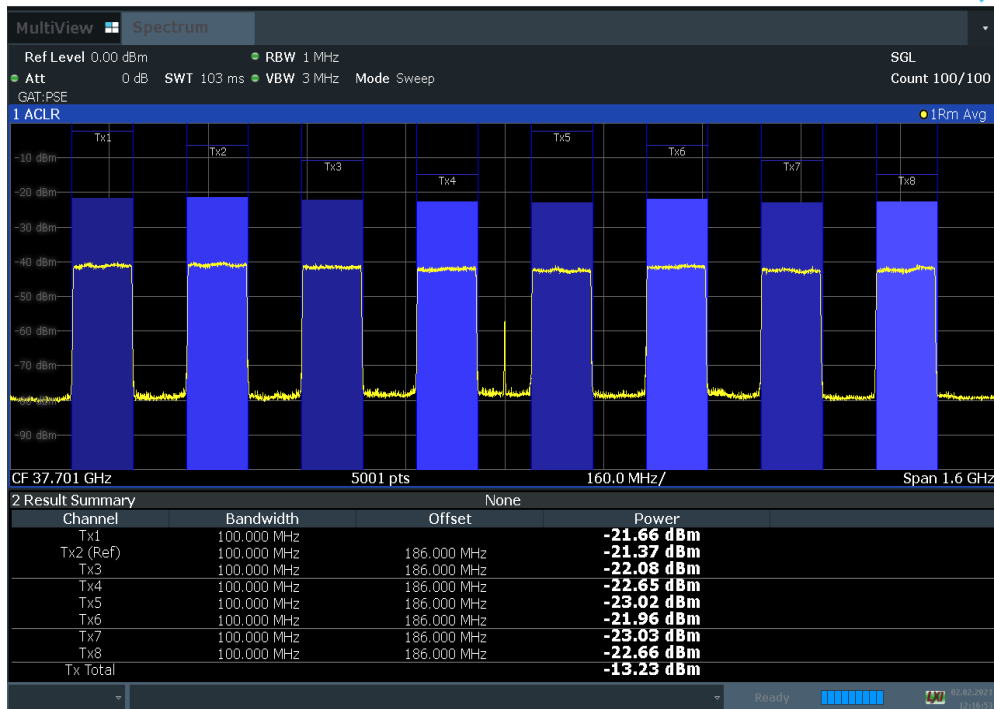 MultiView Spectrum
Ref Level 0.00 dBm RBW 1 MHz SGL
Att 0 dB SWT 103 ms VBW 3 MHz Mode Sweep Count 100/100
GAT:PSE
1 ACLR 1Rm Avg
Tx1 Tx5
Tx2 Tx6
-10 dBm
Tx3 Tx7
Tx4 Tx8
-20 dBm
-30 dBm
-40 dBm
-50 dBm
-60 dBm
-70 dBm
-90 dBm
CF 37.701 GHz 5001 pts 160.0 MHz/ Span 1.6 GHz
2 Result Summary None
Channel Bandwidth Offset Power
Tx1 100.000 MHz -21.66 dBm
Tx2 (Ref) 100.000 MHz 186.000 MHz -21.37 dBm
Tx3 100.000 MHz 186.000 MHz -22.08 dBm
Tx4 100.000 MHz 186.000 MHz -22.65 dBm
Tx5 100.000 MHz 186.000 MHz -23.02 dBm
Tx6 100.000 MHz 186.000 MHz -21.96 dBm
Tx7 100.000 MHz 186.000 MHz -23.03 dBm
Tx8 100.000 MHz 186.000 MHz -22.66 dBm
Tx Total -13.23 dBm
Ready 02.02.2021
12:16:53